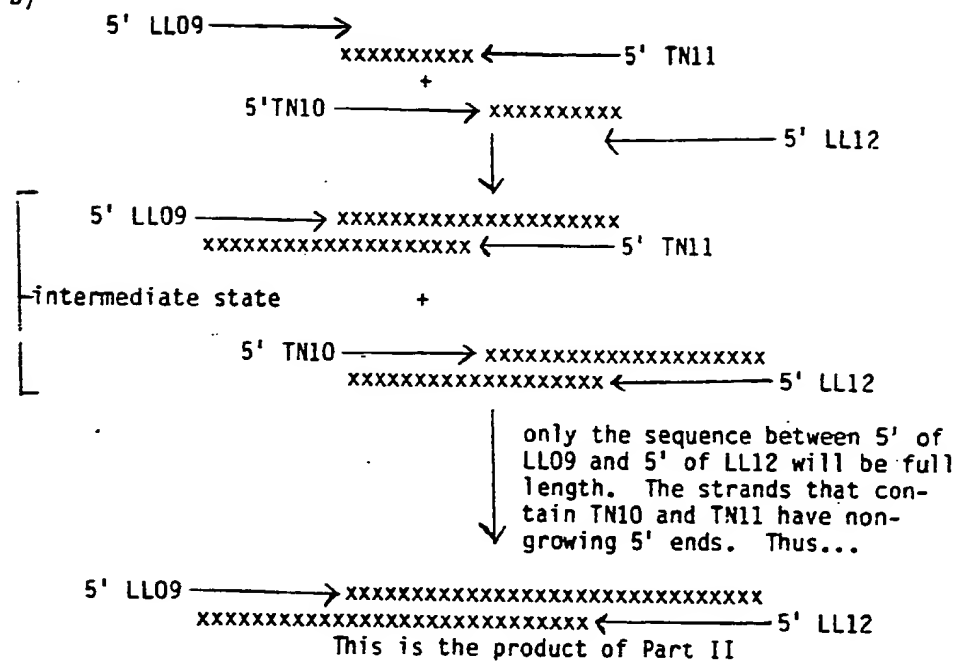 b)
5' LL09
xxxxxxxxxx 5' TN11
+
5'TN10 xxxxxxxxxx
5' LL12
5' LL09 xxxxxxxxxxxxxxxxxxxxx
xxxxxxxxxxxxxxxxxxxx 5' TN11
intermediate state +
5' TN10 xxxxxxxxxxxxxxxxxxxxx
xxxxxxxxxxxxxxxxxxx 5' LL12
only the sequence between 5' of
LL09 and 5' of LL12 will be full
length. The strands that con-
tain TN10 and TN11 have non-
growing 5' ends. Thus...
5' LL09 xxxxxxxxxxxxxxxxxxxxxxxxxxxxxxx
xxxxxxxxxxxxxxxxxxxxxxxxxxxxx 5' LL12
This is the product of Part II